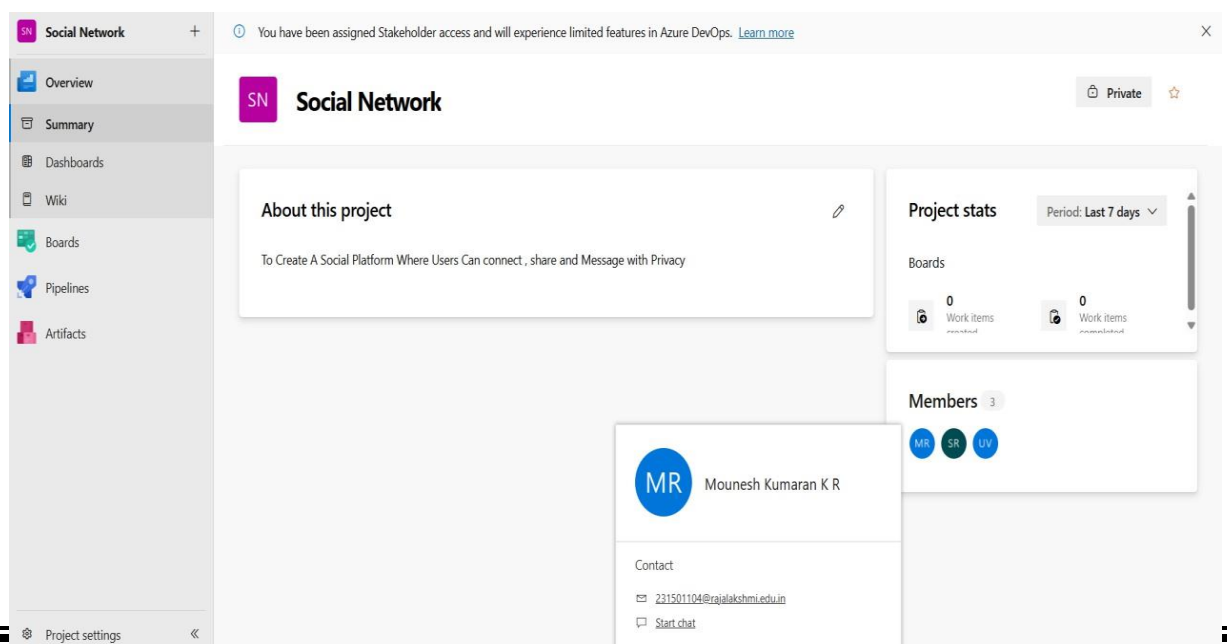 SN Social Network +
You have been assigned Stakeholder access and will experience limited features in Azure DevOps. Learn more
Overview
Summary
Dashboards
Wiki
Boards
Pipelines
Artifacts
Project settings
SN Social Network
Private
About this project
To Create A Social Platform Where Users Can connect , share and Message with Privacy
Project stats
Period: Last 7 days
Boards
0
Work items
created
0
Work items
completed
Members 3
MR SR UV
MR Mounesh Kumaran K R
Contact
231501104@rajalakshmi.edu.in
Start chat